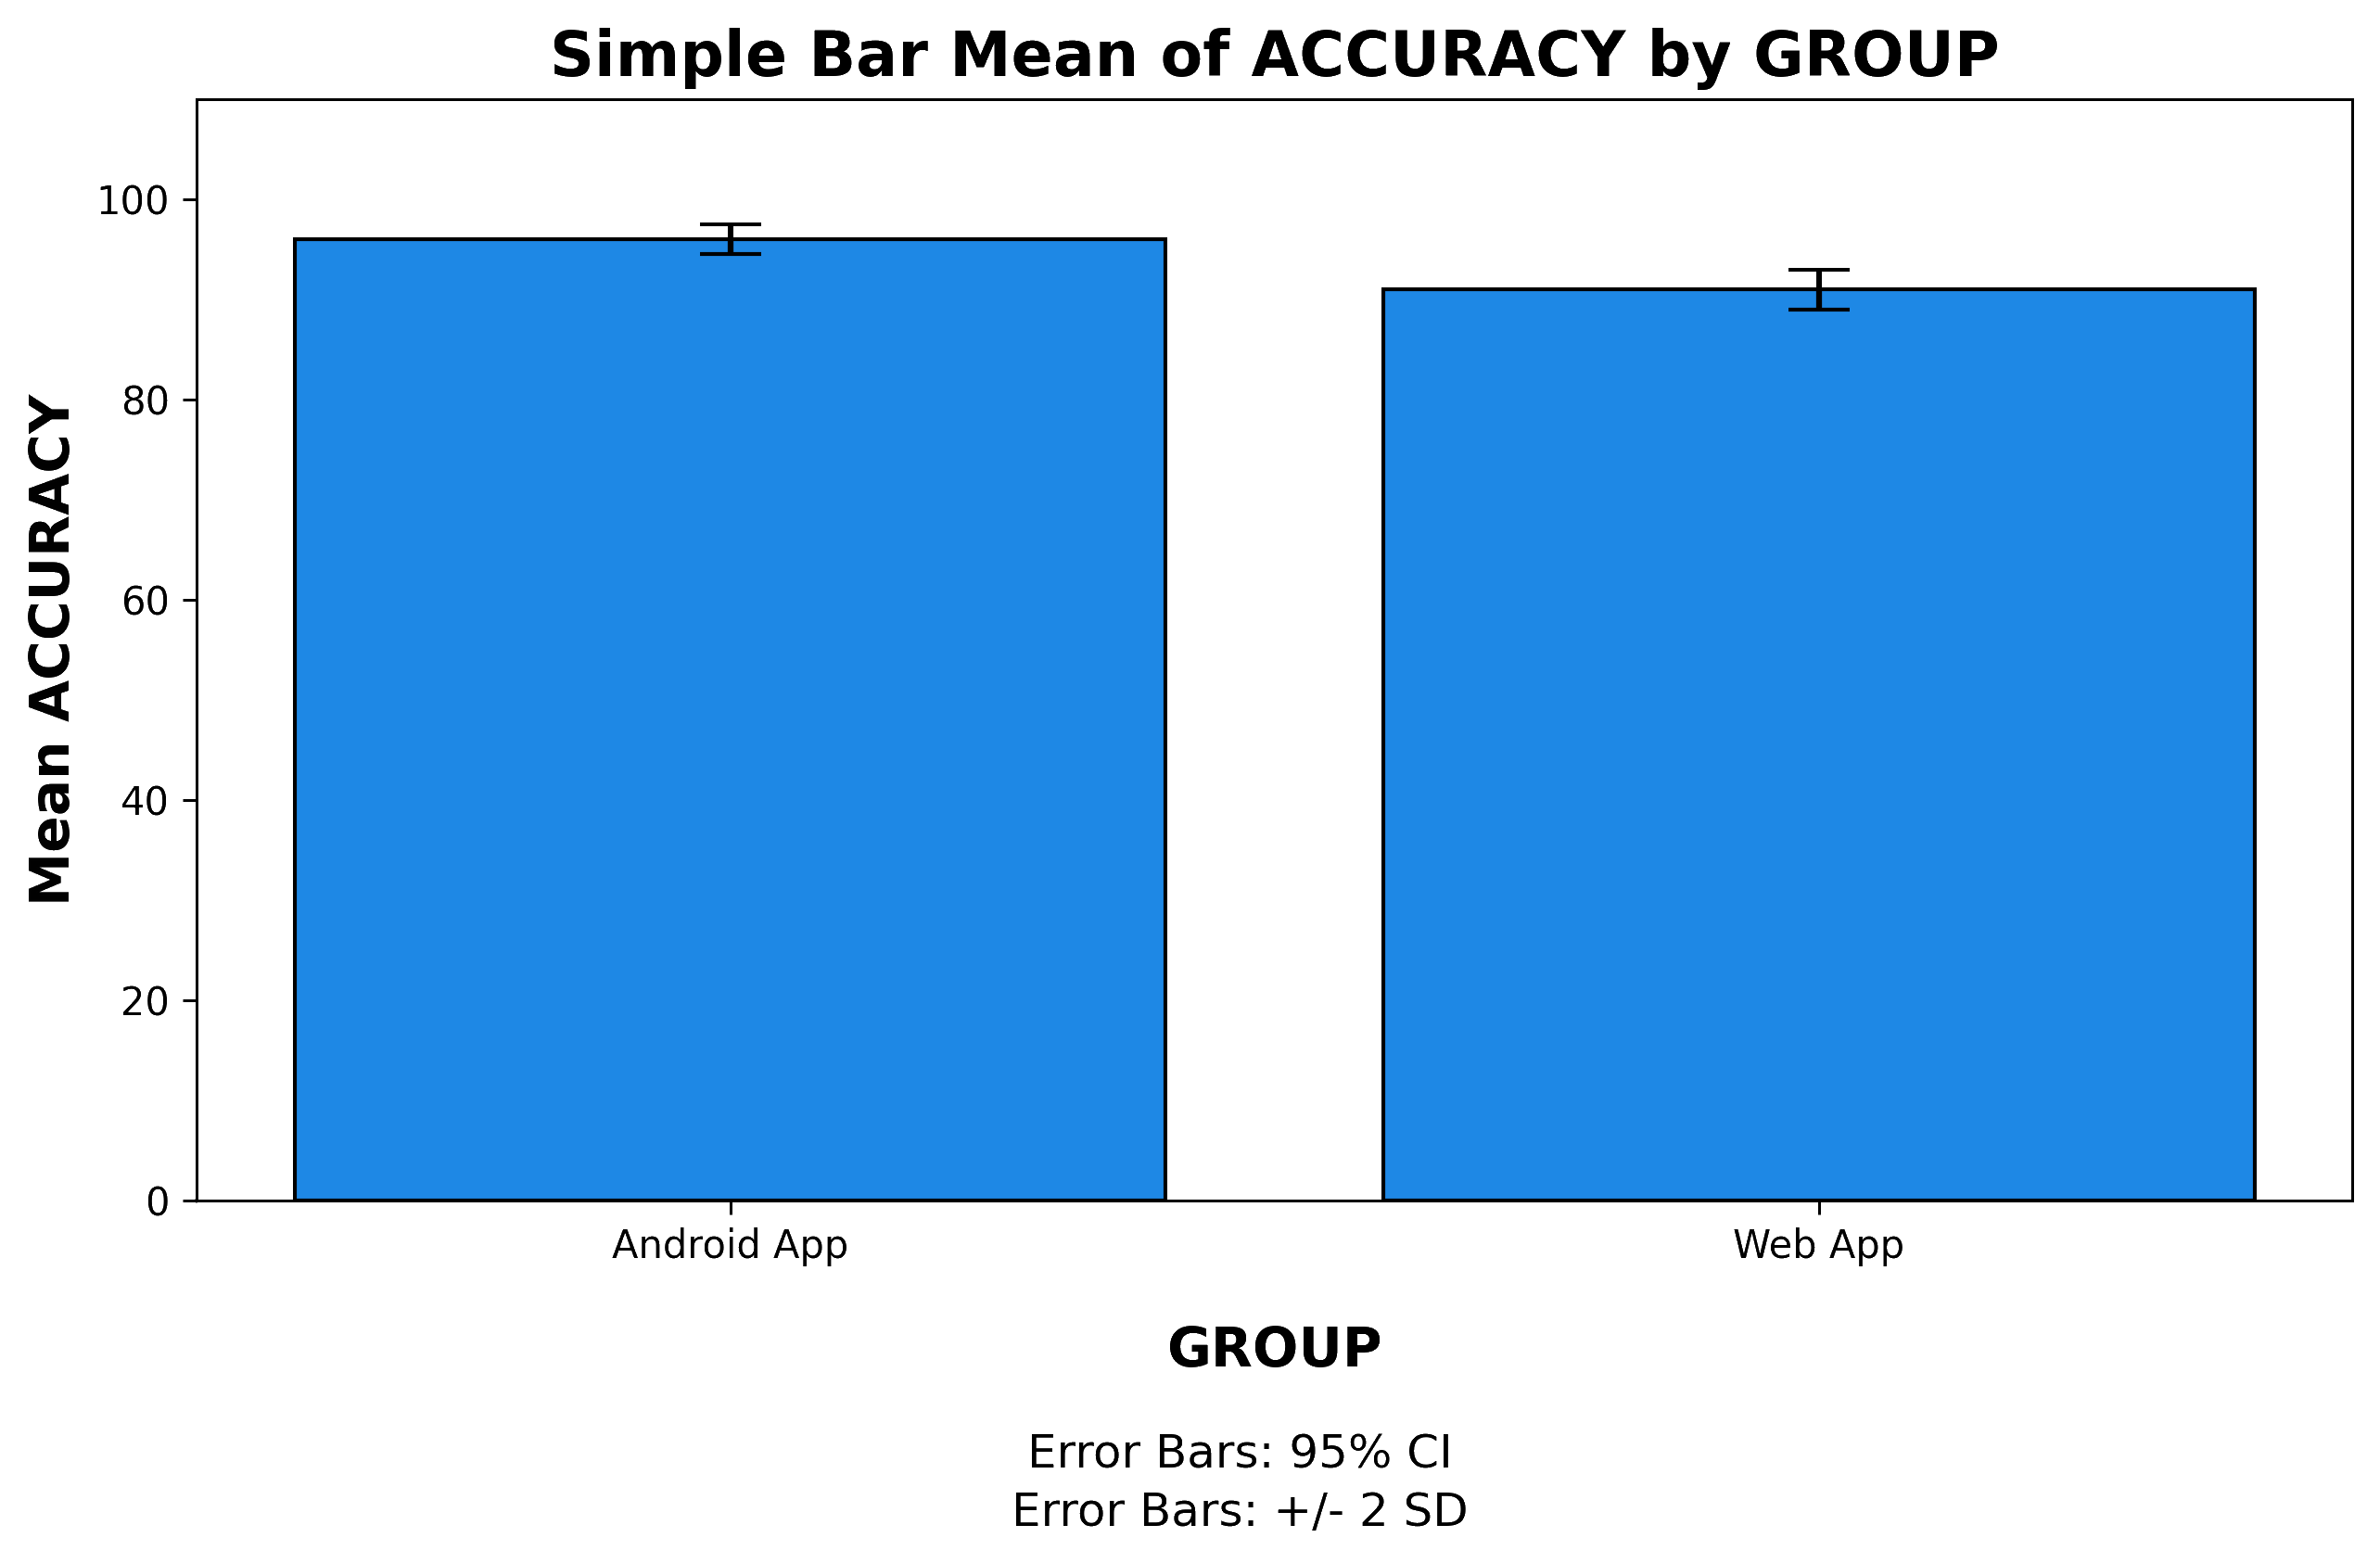 Simple Bar Mean of ACCURACY by GROUP
Mean ACCURACY
100
80
60
40
20
0
Android App
Web App
GROUP
Error Bars: 95% CI
Error Bars: +/- 2 SD